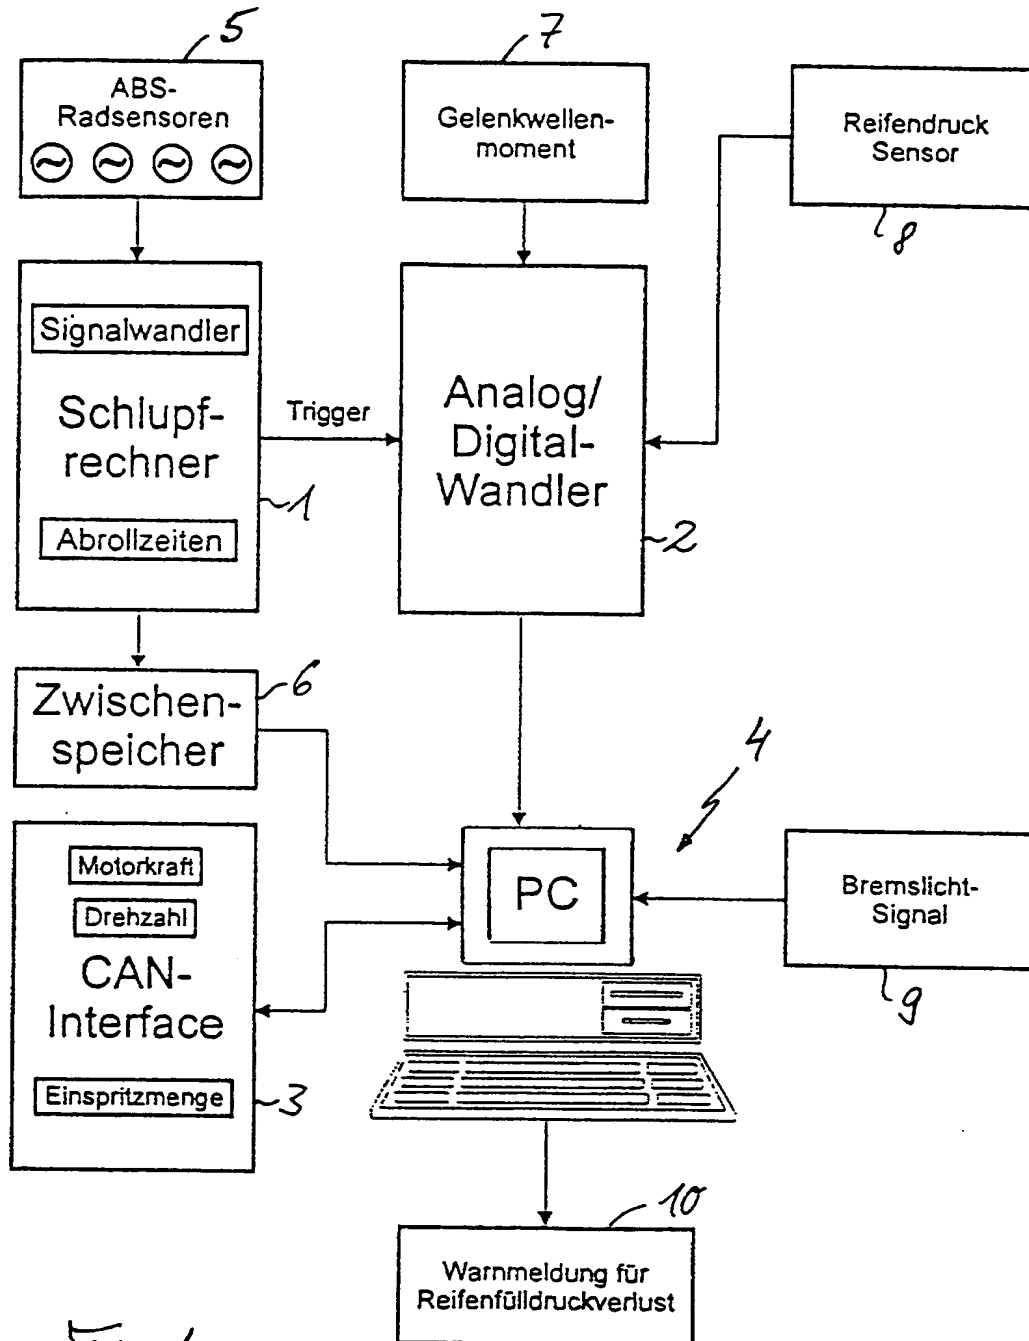 5
ABS-
Radsensoren
7
Gelenkwellen-
moment
Reifendruck
Sensor
8
Signalwandler
Schlupf-
rechner
Abrollzeiten
1
Trigger
Analog/
Digital-
Wandler
2
Zwischen-
speicher
6
4
Motorkraft
Drehzahl
CAN-
Interface
Einspritzmenge
3
PC
Bremslicht-
Signal
9
10
Warnmeldung für
Reifenfülldruckverlust